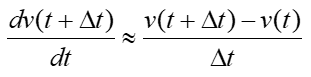 dv(t + Δt)/dt ≈ (v(t + Δt) − v(t))/Δt